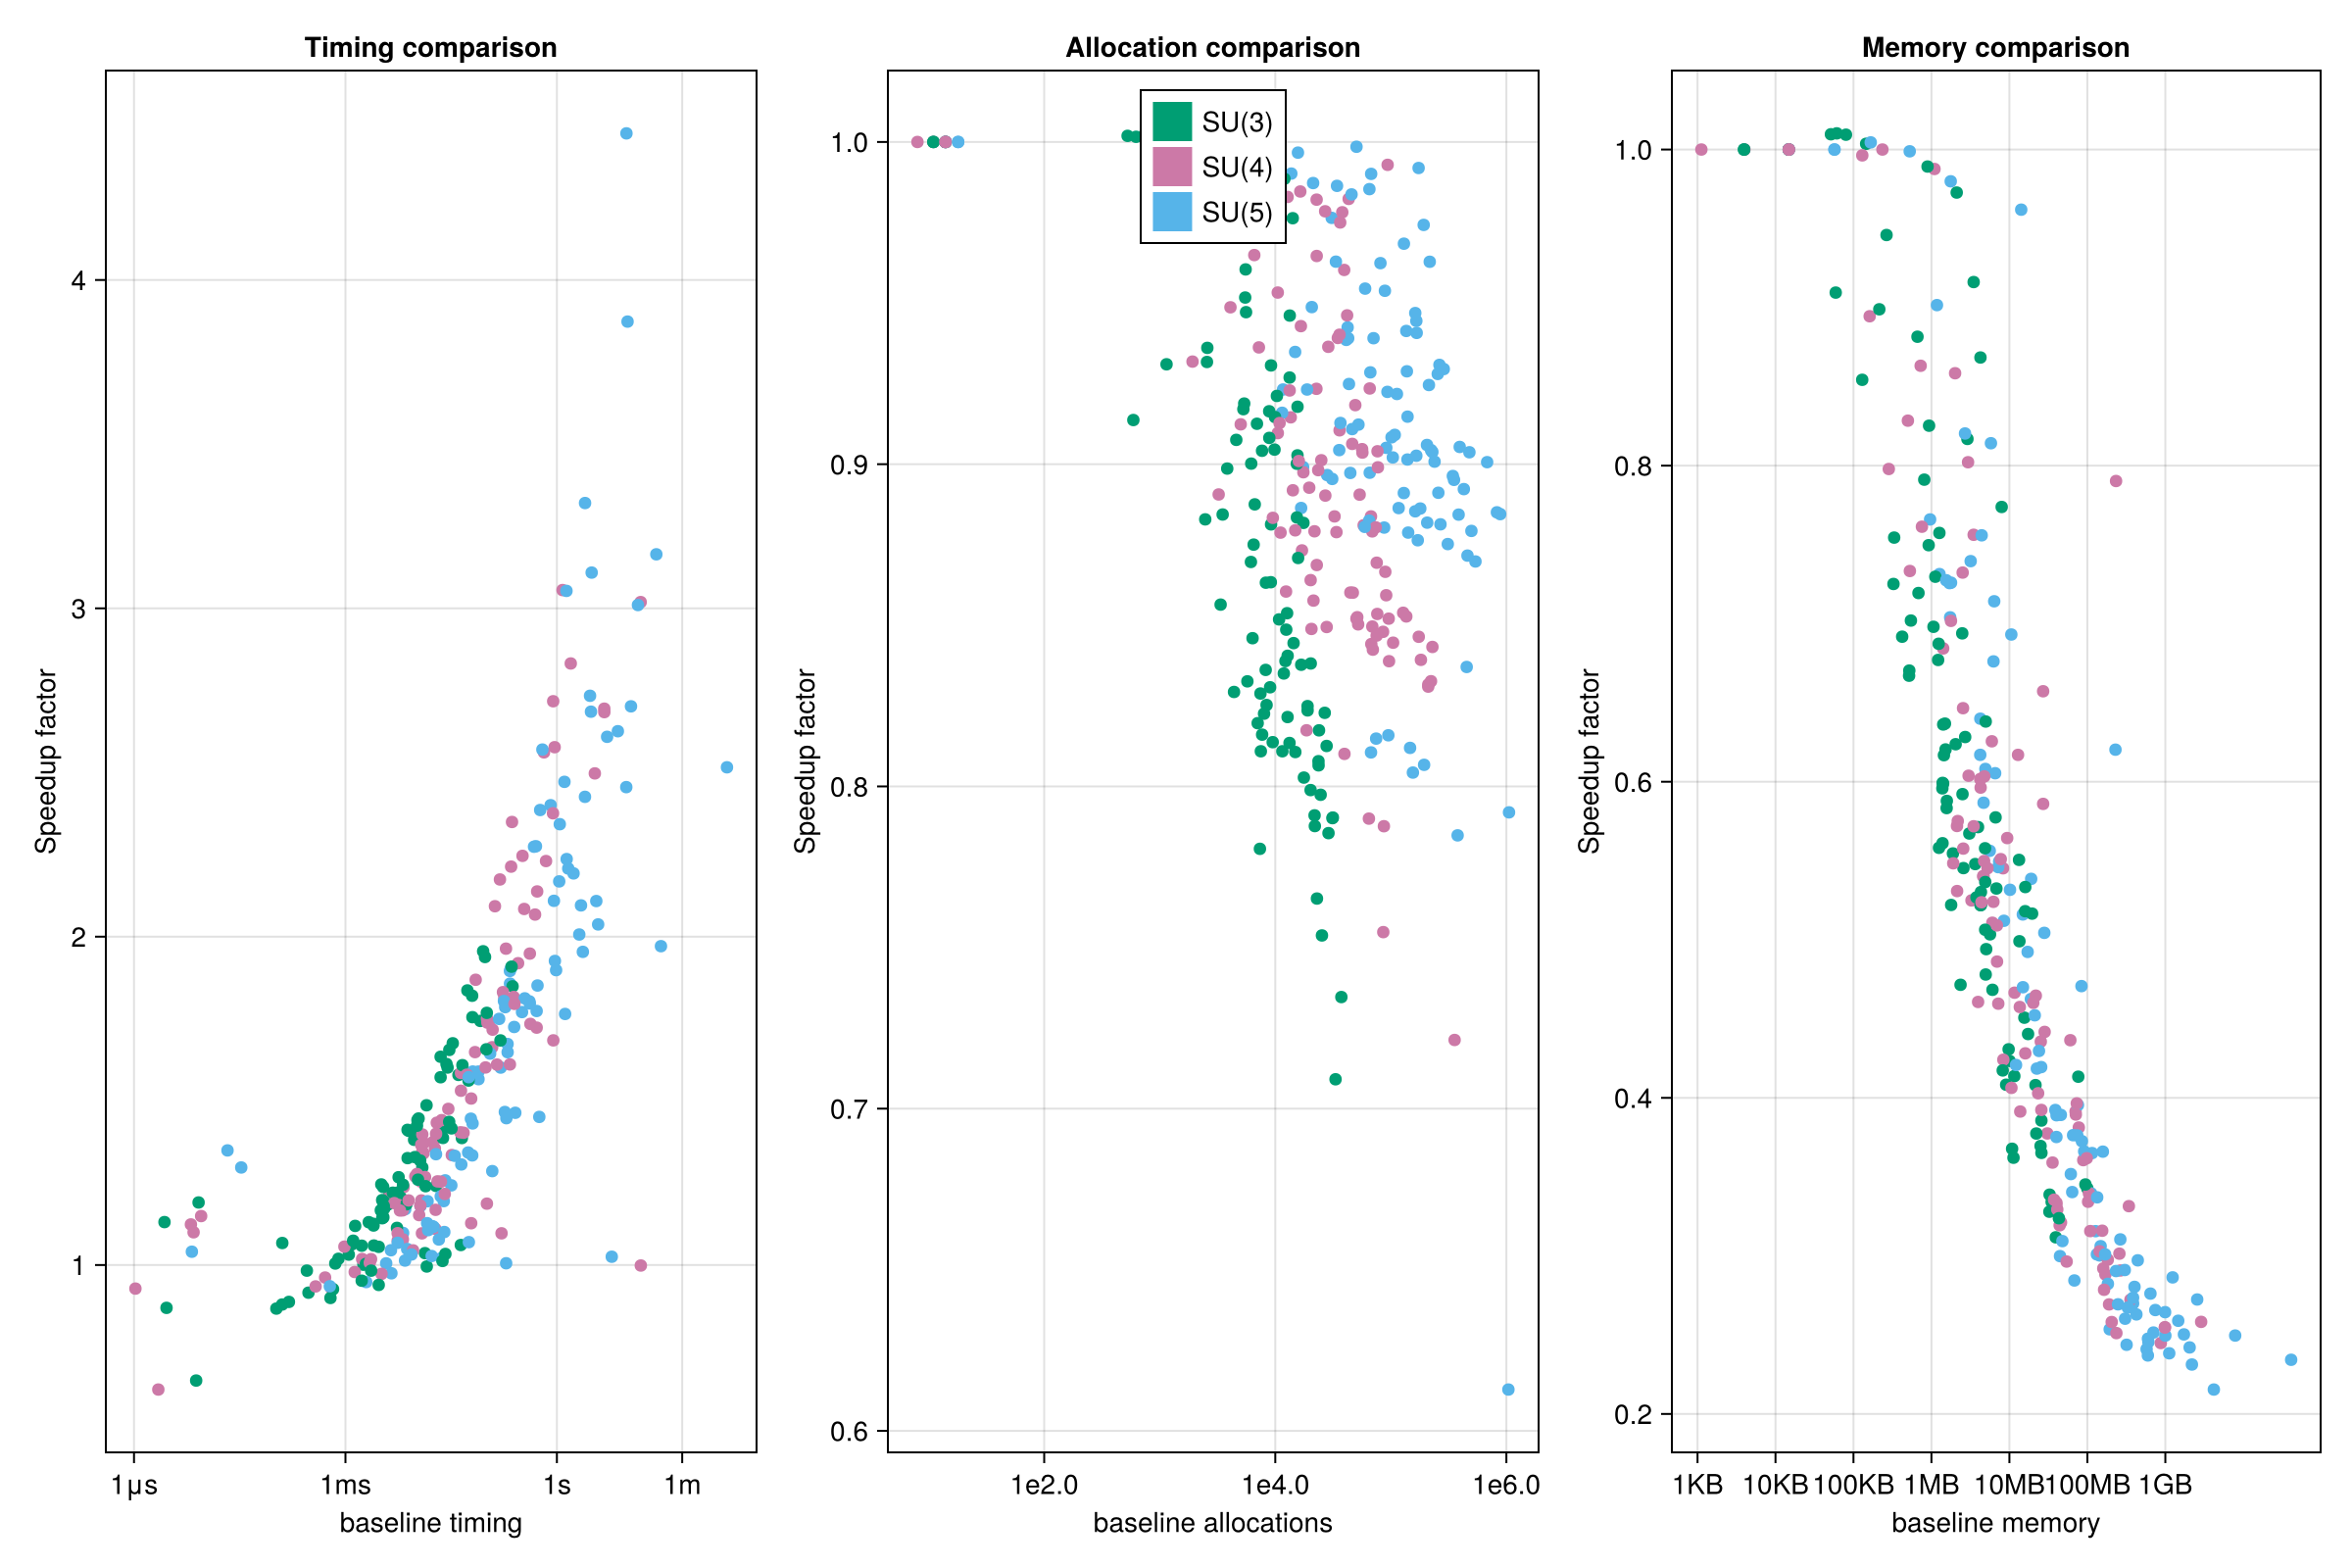 Timing comparison
Speedup factor
4
3
2
1
1μs 1ms 1s 1m
baseline timing
Allocation comparison
SU(3)
SU(4)
SU(5)
Speedup factor
1.0
0.9
0.8
0.7
0.6
1e2.0 1e4.0 1e6.0
baseline allocations
Memory comparison
Speedup factor
1.0
0.8
0.6
0.4
0.2
1KB 10KB 100KB 1MB 10MB 100MB 1GB
baseline memory